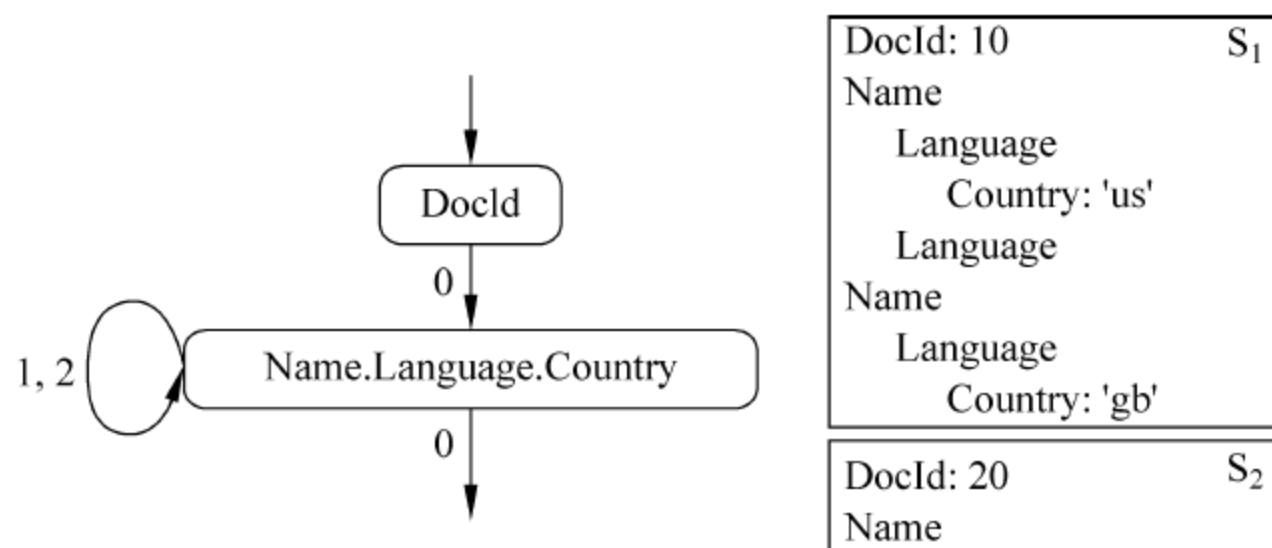 DocId
0
1, 2
Name.Language.Country
0
DocId: 10 S₁
Name
Language
Country: 'us'
Language
Name
Language
Country: 'gb'
DocId: 20 S₂
Name